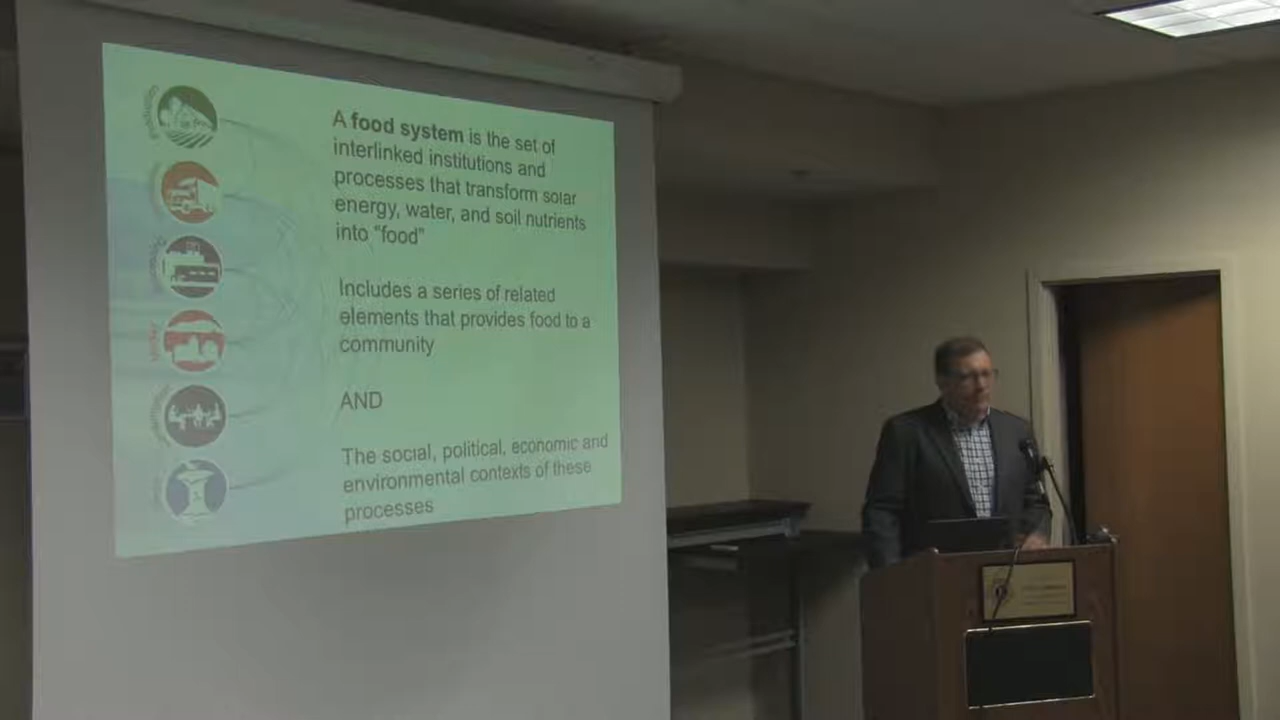 A food system is the set of
interlinked institutions and
processes that transform solar
energy, water, and soil nutrients
into "food"
Includes a series of related
elements that provides food to a
community
AND
The social, political, economic and
environmental contexts of these
processes